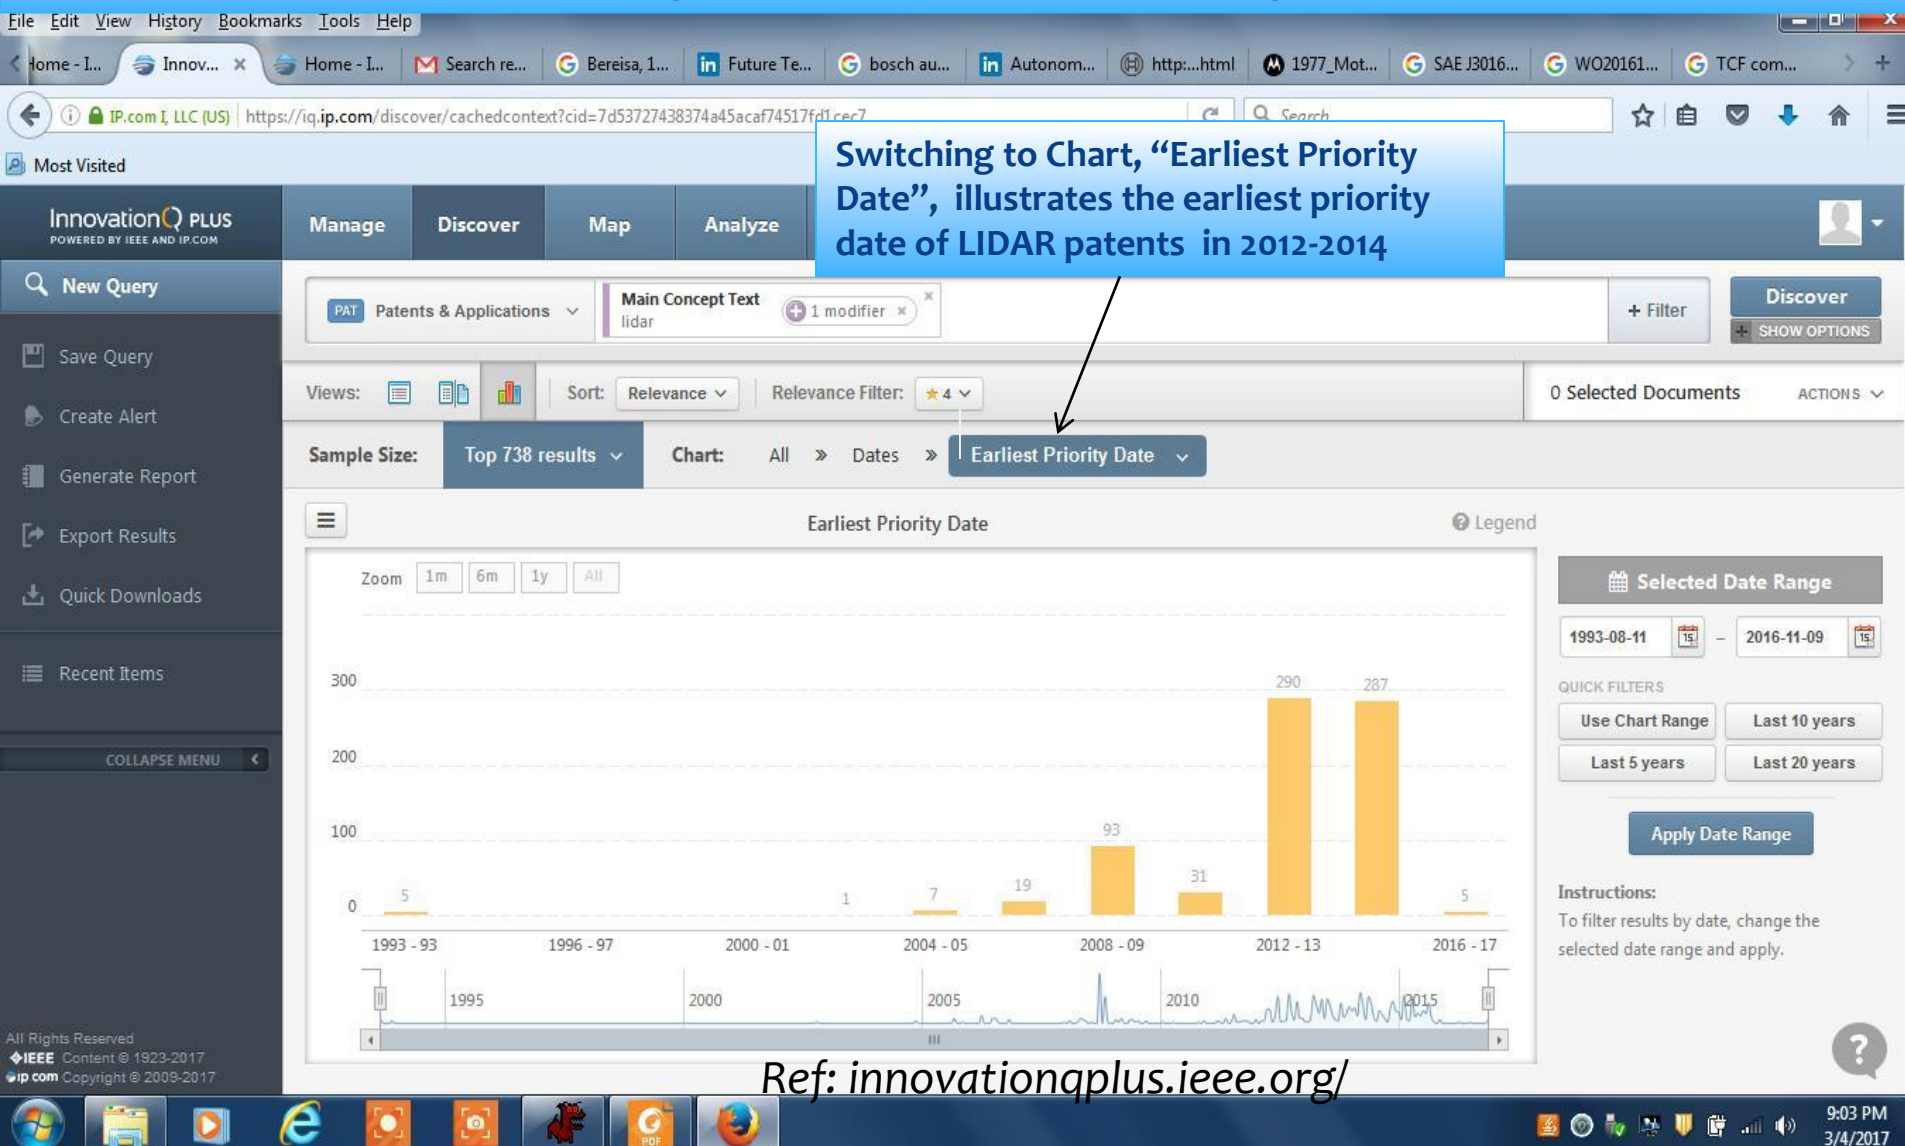 File Edit View History Bookmarks Tools Help
Home - I... Innov... × Home - I... Search re... Bereisa, 1... Future Te... bosch au... Autonom... http:...html 1977_Mot... SAE J3016... WO20161... TCF com...
IP.com I, LLC (US) https://iq.ip.com/discover/cachedcontext?cid=7d53727438374a45acaf74517fd1cec7 Search
Most Visited
Switching to Chart, “Earliest Priority
Date”, illustrates the earliest priority
date of LIDAR patents in 2012-2014
InnovationQ PLUS
POWERED BY IEEE AND IP.COM
Manage Discover Map Analyze
New Query
Save Query
Create Alert
Generate Report
Export Results
Quick Downloads
Recent Items
COLLAPSE MENU
PAT Patents & Applications
Main Concept Text
lidar
1 modifier ×
+ Filter
Discover
+ SHOW OPTIONS
Views: Sort: Relevance Relevance Filter: ★ 4
0 Selected Documents ACTIONS
Sample Size: Top 738 results Chart: All » Dates » Earliest Priority Date
Earliest Priority Date
Legend
Zoom 1m 6m 1y All
300
200
100
0
5 1 7 19 93 31 290 287 5
1993 - 93 1996 - 97 2000 - 01 2004 - 05 2008 - 09 2012 - 13 2016 - 17
1995 2000 2005 2010 2015
Selected Date Range
1993-08-11 – 2016-11-09
QUICK FILTERS
Use Chart Range Last 10 years
Last 5 years Last 20 years
Apply Date Range
Instructions:
To filter results by date, change the
selected date range and apply.
All Rights Reserved
IEEE Content © 1923-2017
ip com Copyright © 2009-2017
Ref: innovationqplus.ieee.org/
PDF
9:03 PM
3/4/2017